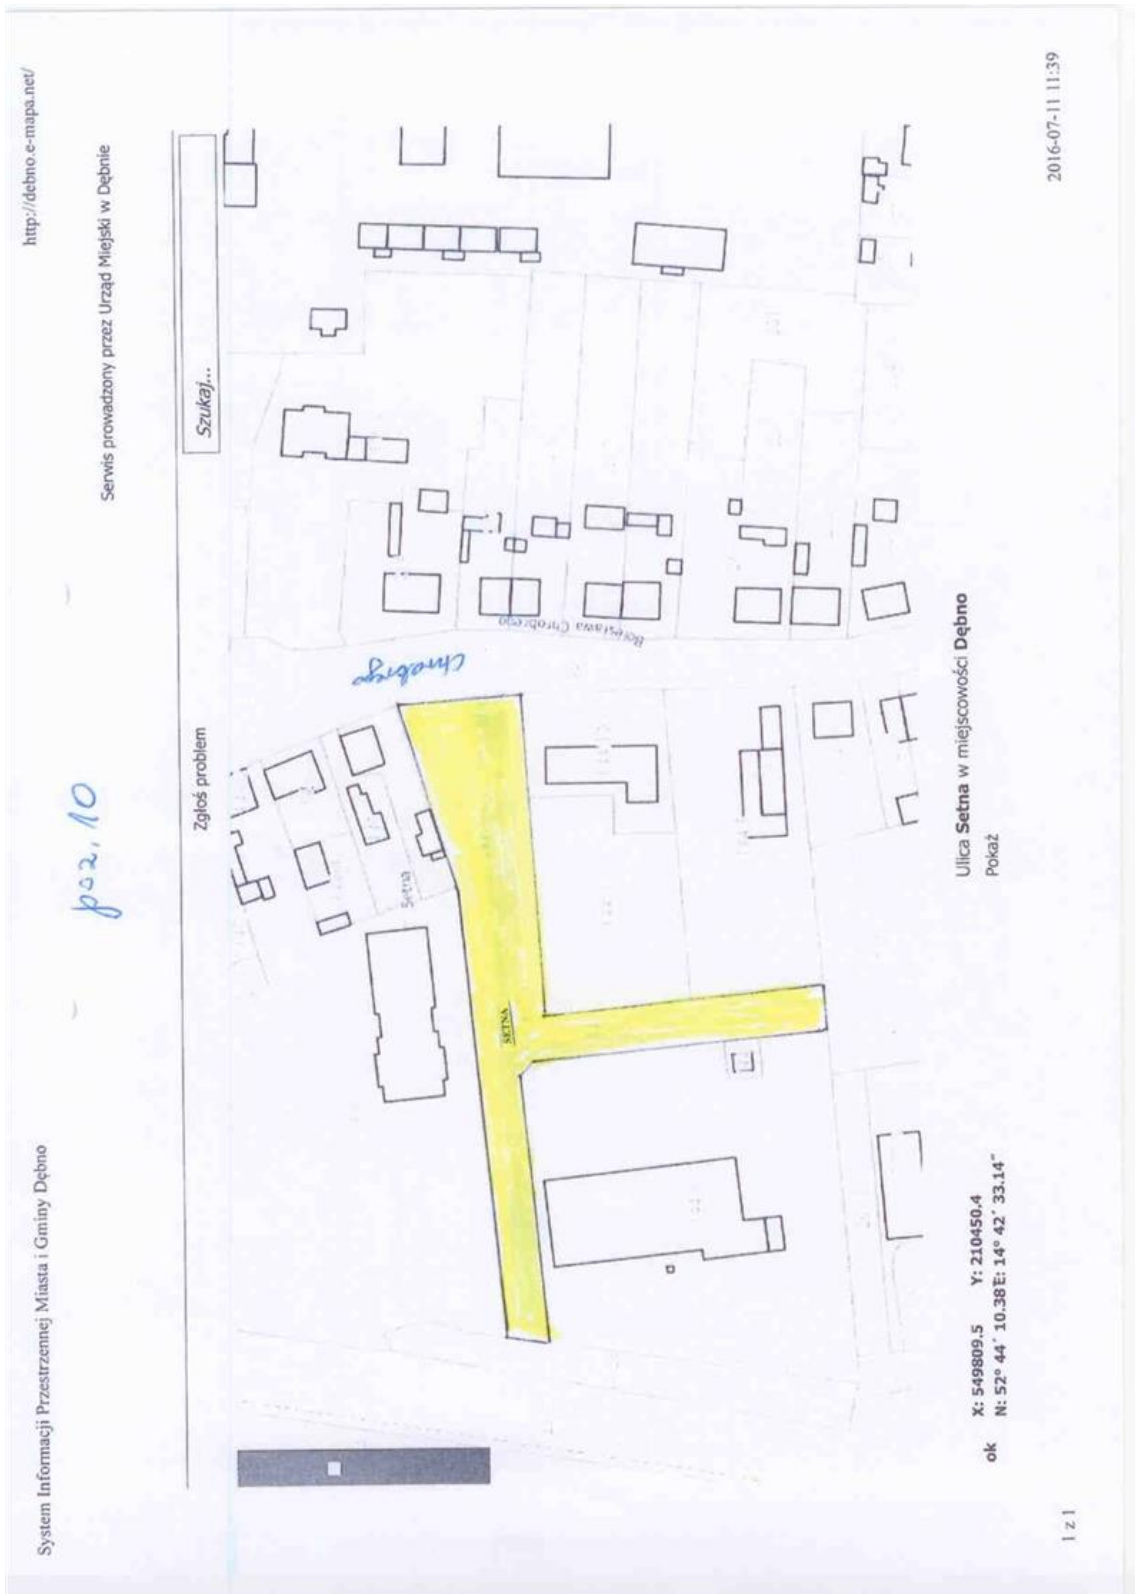 System Informacji Przestrzennej Miasta i Gminy Dębno
http://debno.e-mapa.net/
poz. 10
Serwis prowadzony przez Urząd Miejski w Dębnie
Zgłoś problem
Szukaj...
Chrobrego
Setna
SETNA
Bolesława Chrobrego
Ulica Setna w miejscowości Dębno
Pokaż
ok X: 549809.5 Y: 210450.4
N: 52° 44´ 10.38˝E: 14° 42´ 33.14˝
1 z 1
2016-07-11 11:39